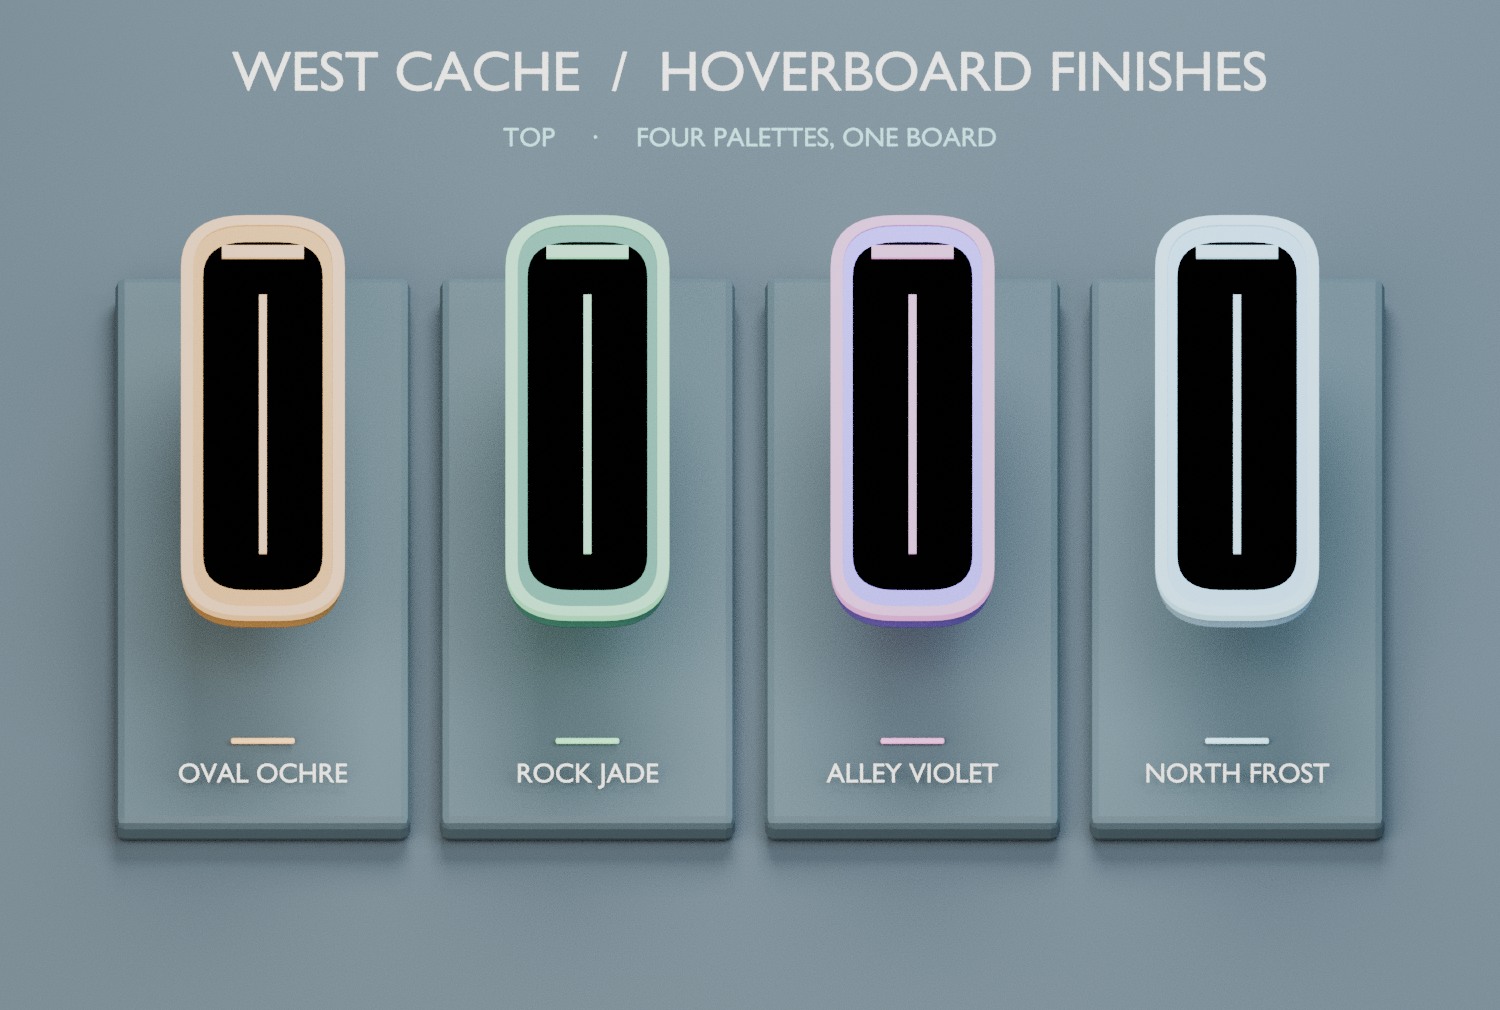 WEST CACHE / HOVERBOARD FINISHES
TOP · FOUR PALETTES, ONE BOARD
OVAL OCHRE
ROCK JADE
ALLEY VIOLET
NORTH FROST